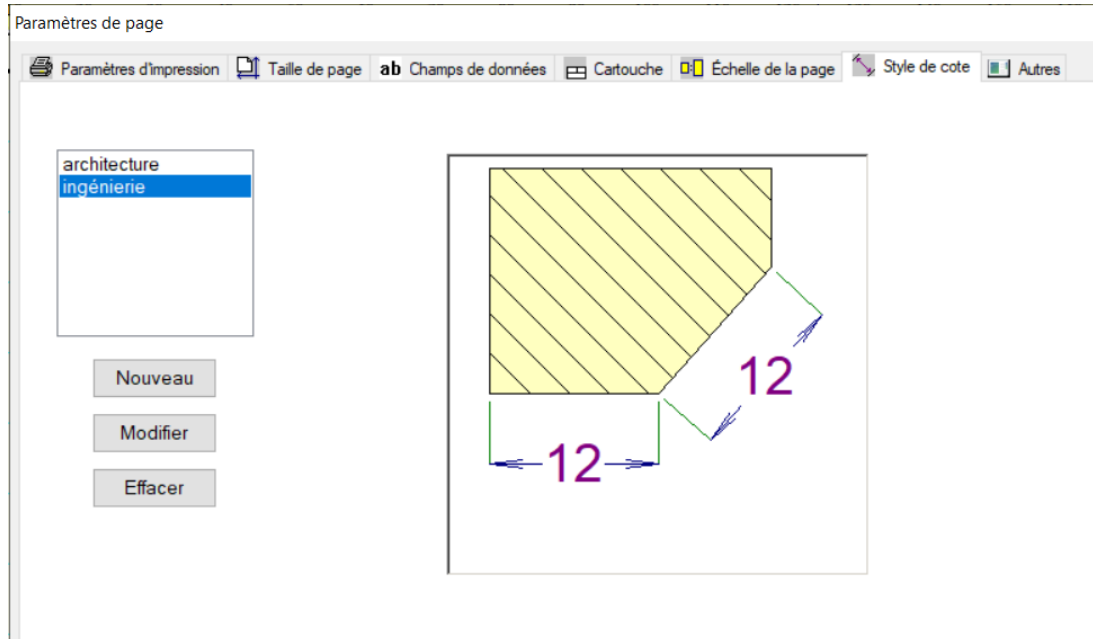 Paramètres de page
Paramètres d'impression Taille de page ab Champs de données Cartouche Échelle de la page Style de cote Autres
architecture
ingénierie
Nouveau
Modifier
Effacer
12
12